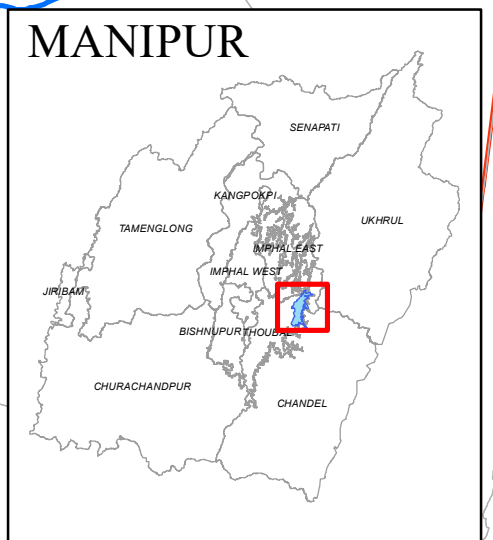 MANIPUR
SENAPATI
KANGPOKPI
UKHRUL
TAMENGLONG
IMPHAL EAST
IMPHAL WEST
JIRIBAM
BISHNUPUR THOUBAL
CHURACHANDPUR
CHANDEL